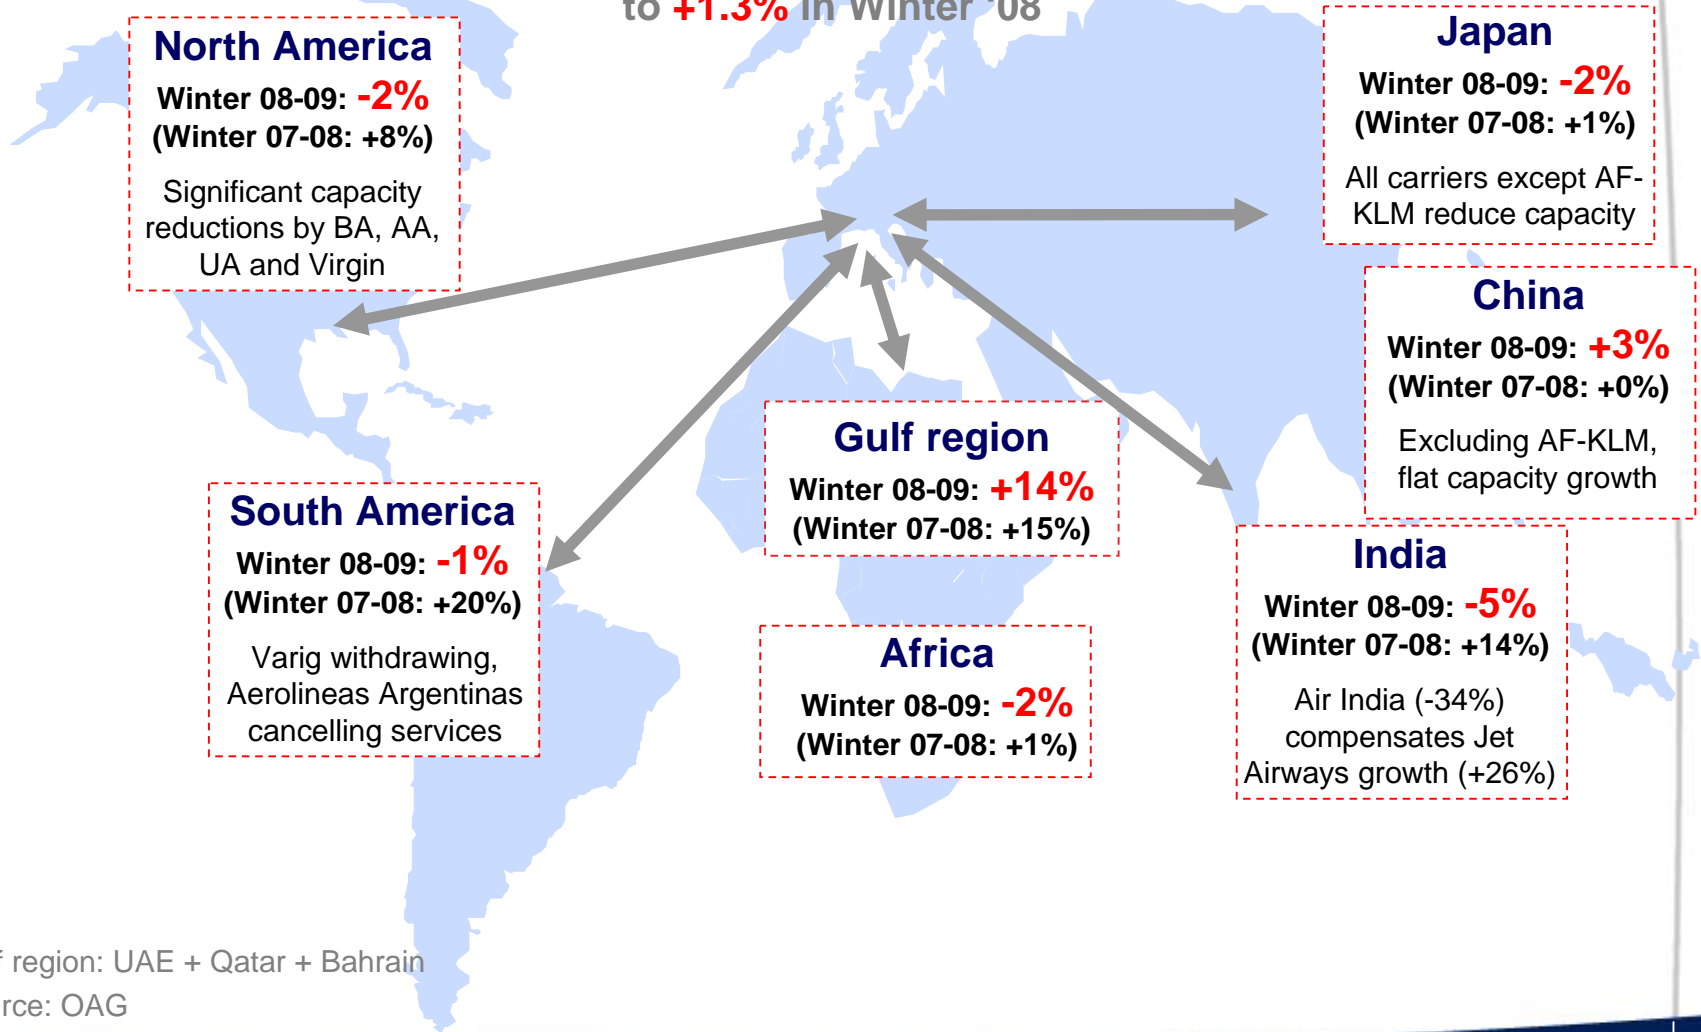 to +1.3% in Winter ‘08
North America
Winter 08-09: -2%
(Winter 07-08: +8%)
Significant capacity
reductions by BA, AA,
UA and Virgin
Japan
Winter 08-09: -2%
(Winter 07-08: +1%)
All carriers except AF-
KLM reduce capacity
China
Winter 08-09: +3%
(Winter 07-08: +0%)
Excluding AF-KLM,
flat capacity growth
Gulf region
Winter 08-09: +14%
(Winter 07-08: +15%)
South America
Winter 08-09: -1%
(Winter 07-08: +20%)
Varig withdrawing,
Aerolineas Argentinas
cancelling services
India
Winter 08-09: -5%
(Winter 07-08: +14%)
Air India (-34%)
compensates Jet
Airways growth (+26%)
Africa
Winter 08-09: -2%
(Winter 07-08: +1%)
region: UAE + Qatar + Bahrain
: OAG